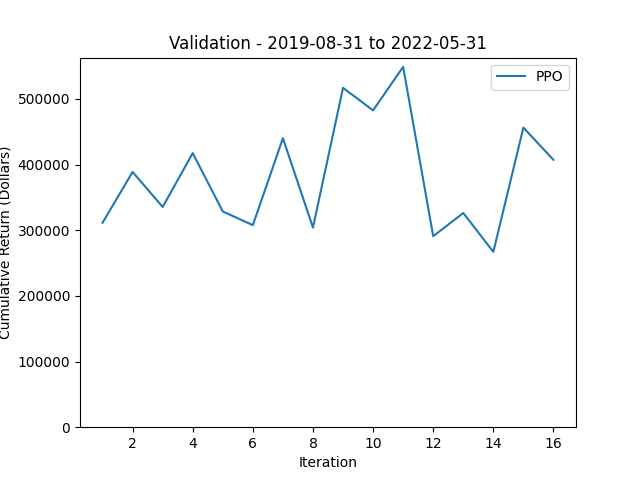 Validation - 2019-08-31 to 2022-05-31
PPO
Cumulative Return (Dollars)
500000
400000
300000
200000
100000
0
2 4 6 8 10 12 14 16
Iteration